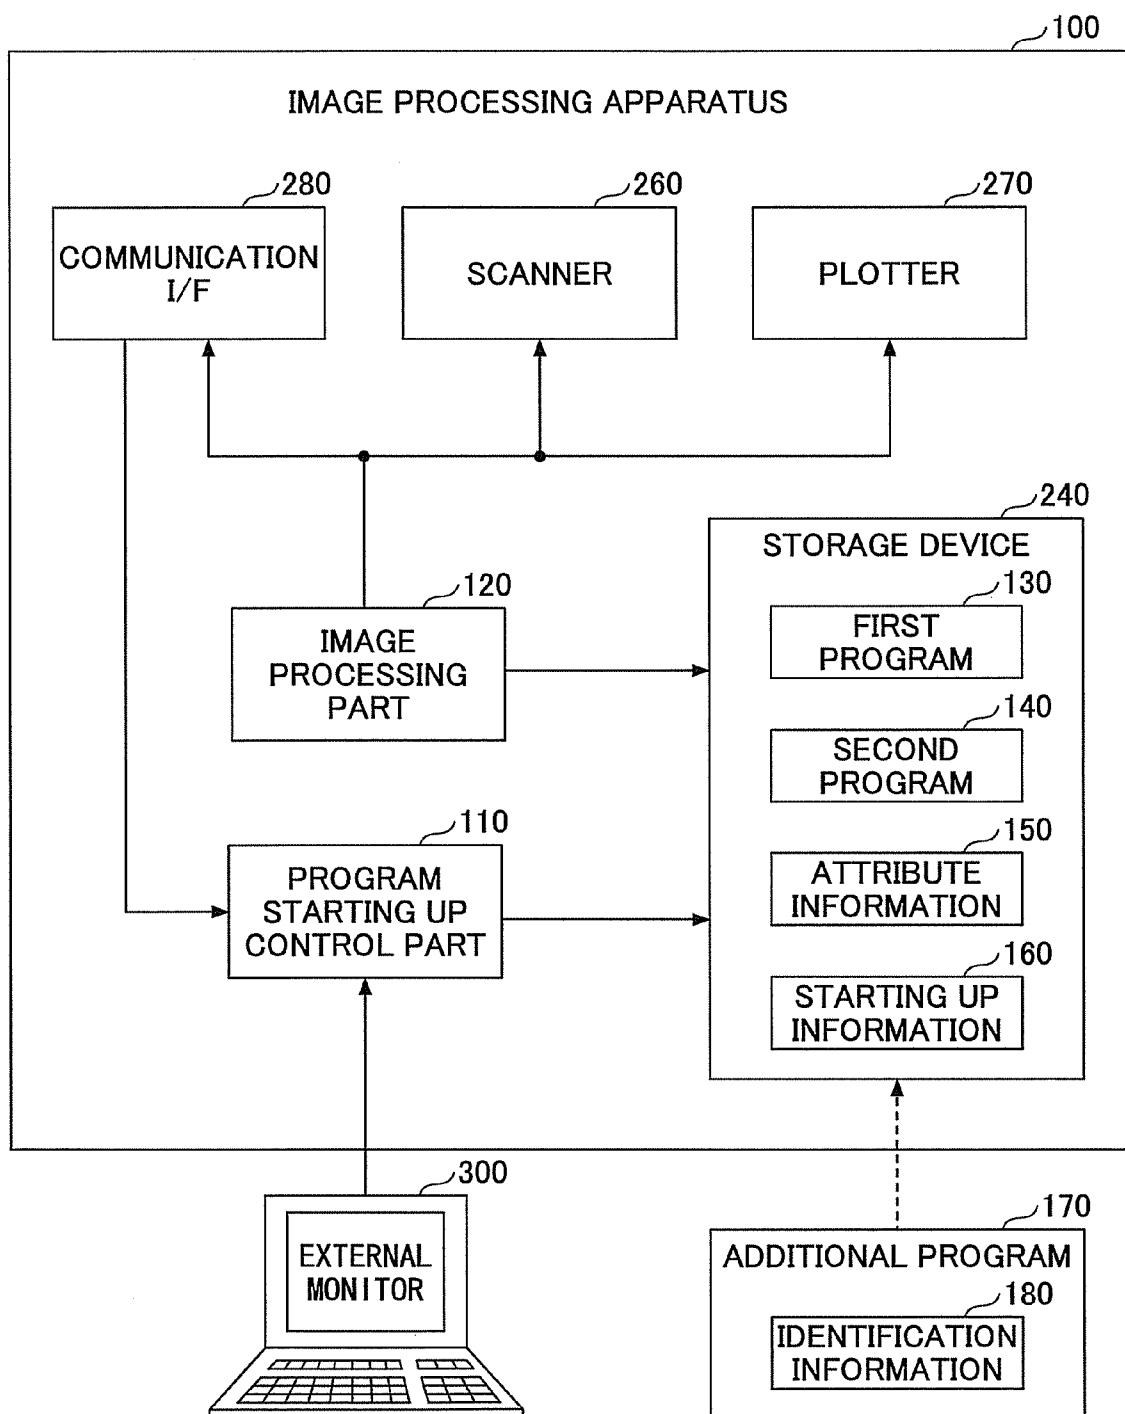 100
IMAGE PROCESSING APPARATUS
280
260
270
COMMUNICATION
I/F
SCANNER
PLOTTER
240
STORAGE DEVICE
120
130
IMAGE
PROCESSING
PART
FIRST
PROGRAM
140
SECOND
PROGRAM
110
150
PROGRAM
STARTING UP
CONTROL PART
ATTRIBUTE
INFORMATION
160
STARTING UP
INFORMATION
300
170
EXTERNAL
MONITOR
ADDITIONAL PROGRAM
180
IDENTIFICATION
INFORMATION